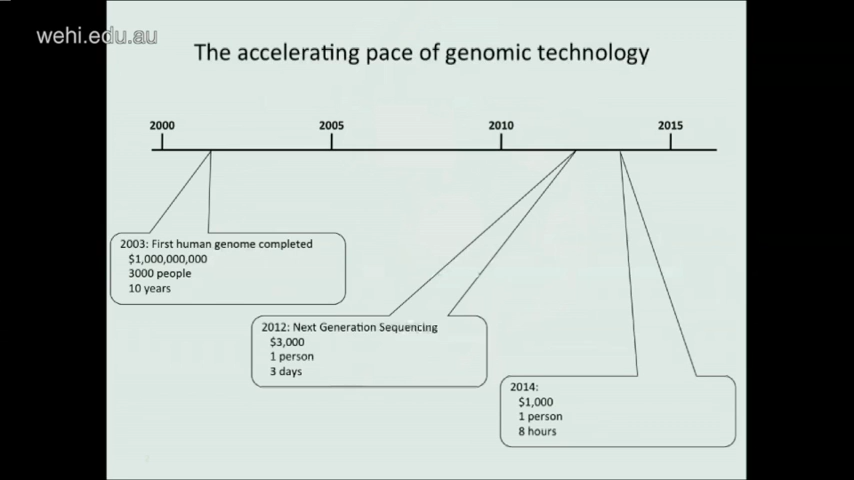 wehi.edu.au
The accelerating pace of genomic technology
2000 2005 2010 2015
2003: First human genome completed
$1,000,000,000
3000 people
10 years
2012: Next Generation Sequencing
$3,000
1 person
3 days
2014:
$1,000
1 person
8 hours